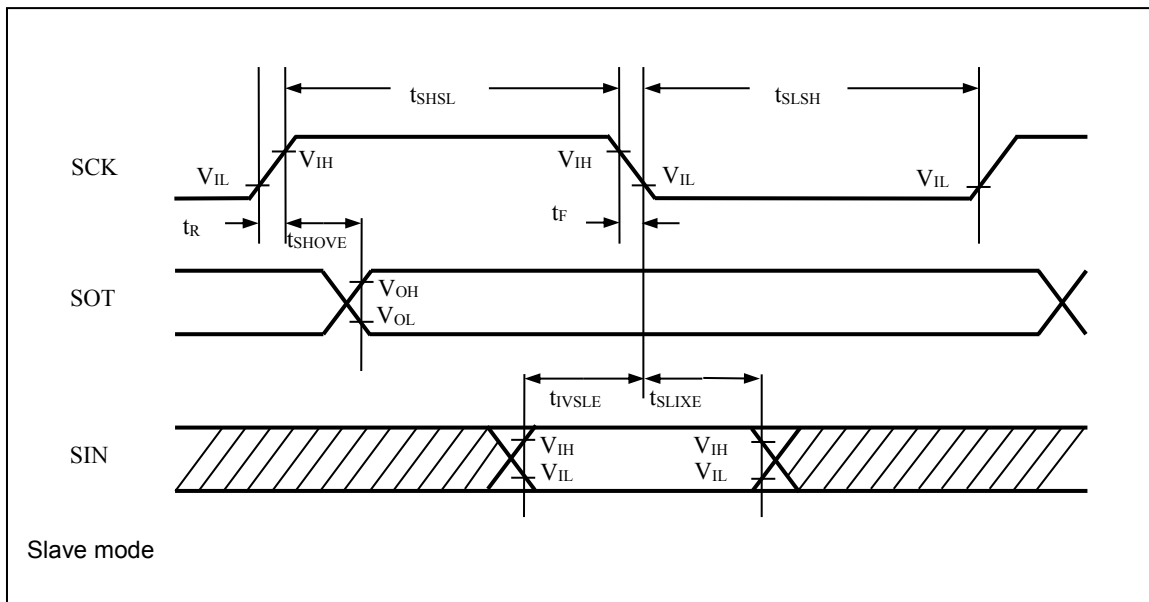 tSHSL
tSLSH
SCK
VIH
VIH
VIL
VIL
VIL
tR
tSHOVE
tF
SOT
VOH
VOL
tIVSLE
tSLIXE
SIN
VIH
VIH
VIL
VIL
Slave mode